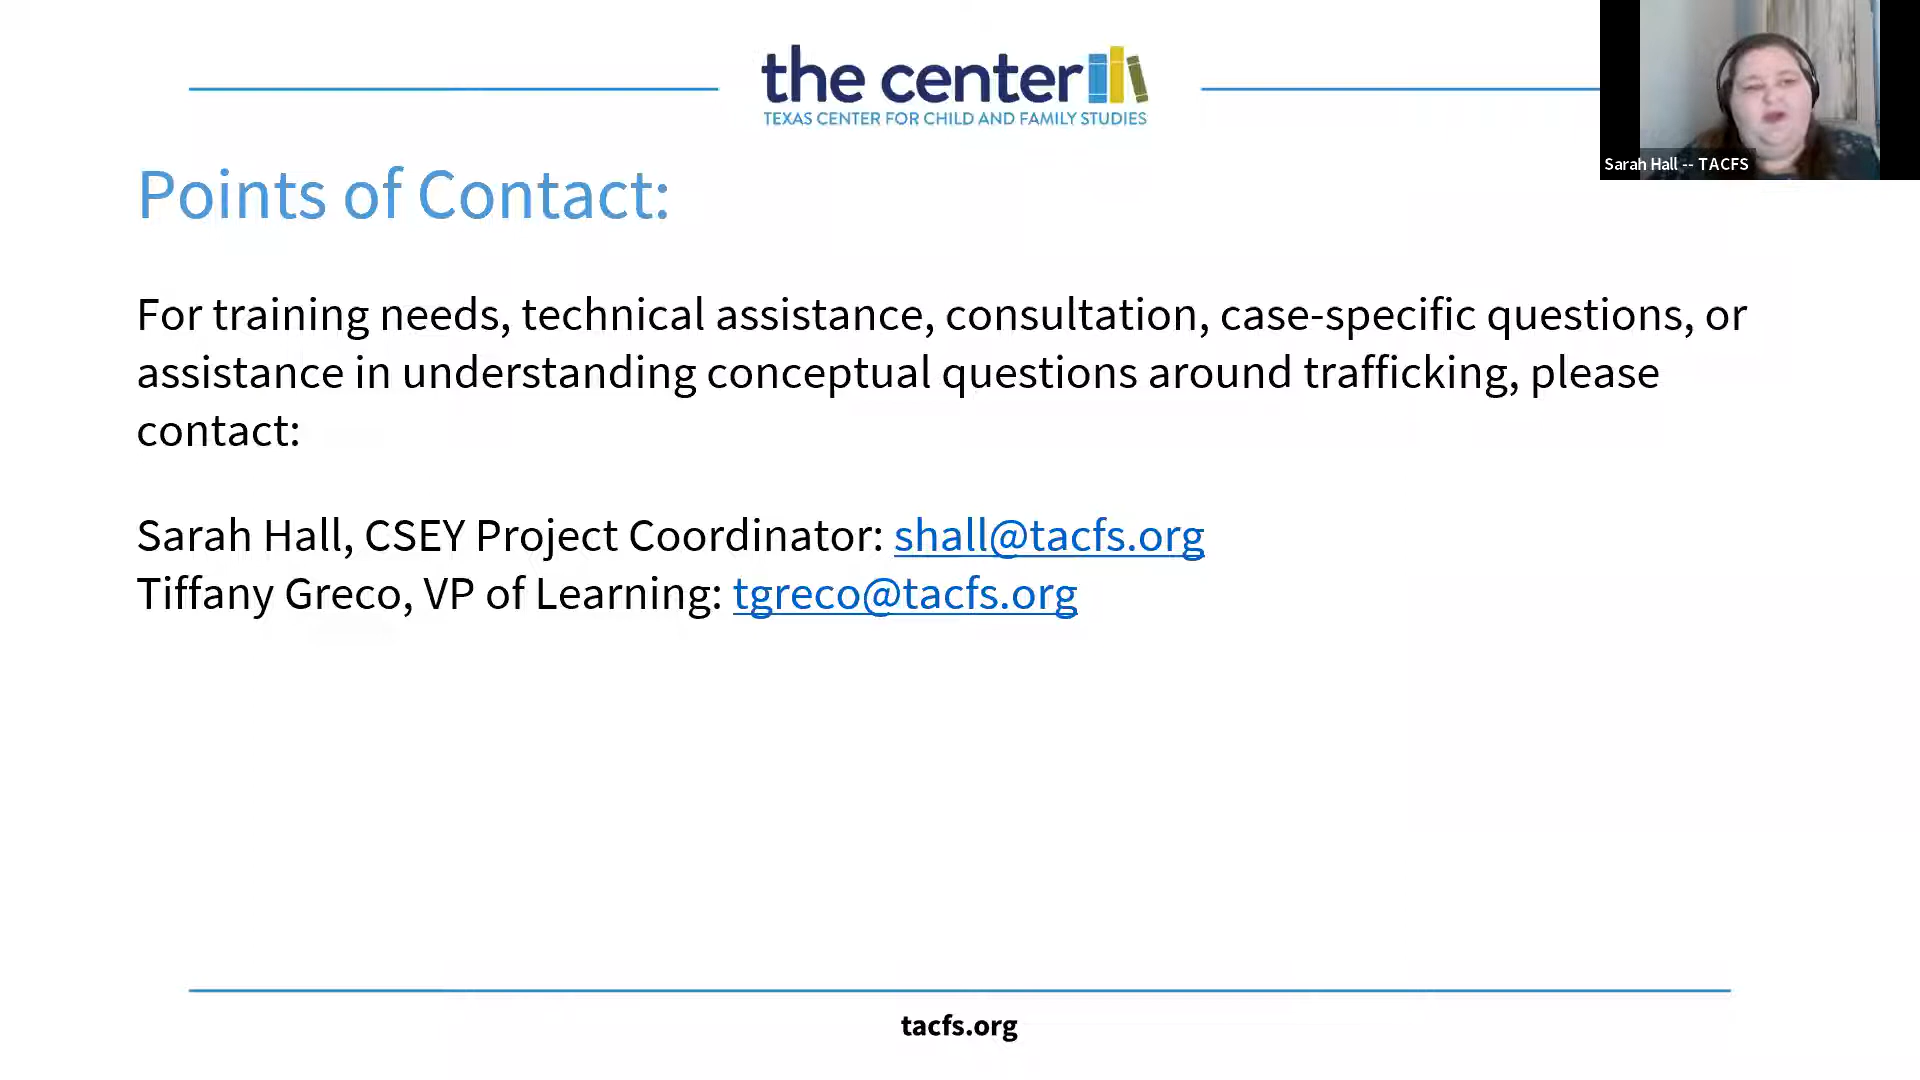 the center
TEXAS CENTER FOR CHILD AND FAMILY STUDIES
Sarah Hall -- TACFS
Points of Contact:
For training needs, technical assistance, consultation, case-specific questions, or
assistance in understanding conceptual questions around trafficking, please
contact:
Sarah Hall, CSEY Project Coordinator: shall@tacfs.org
Tiffany Greco, VP of Learning: tgreco@tacfs.org
tacfs.org